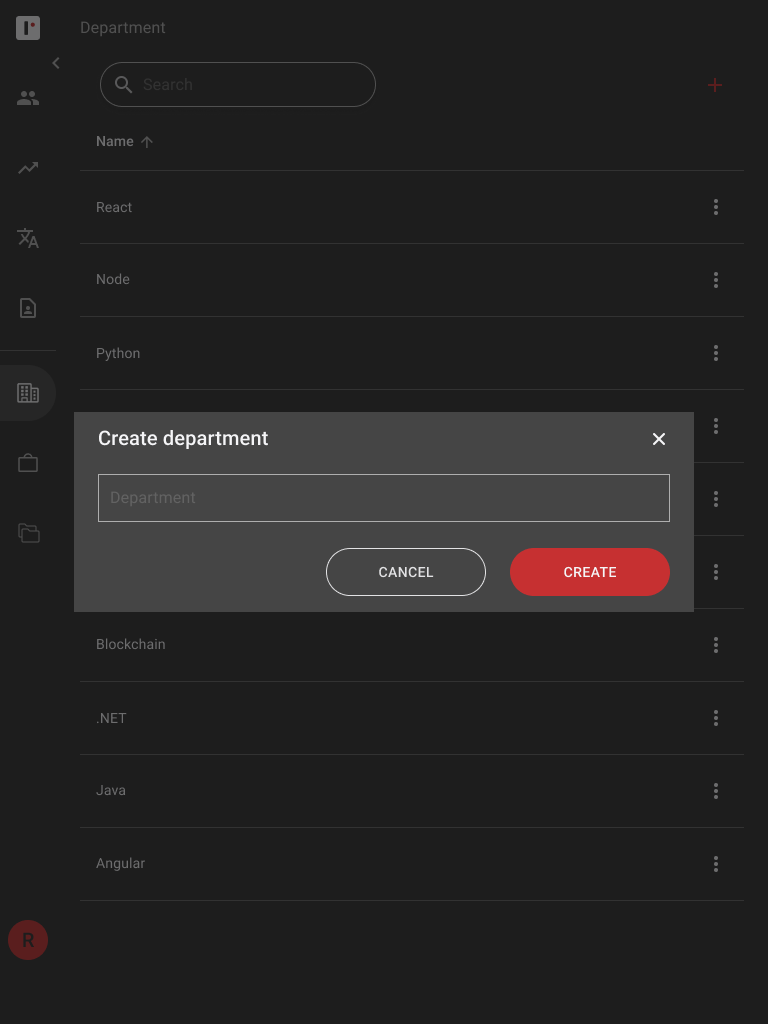 Department
Search
Name
React
Node
Python
Create department
Department
CANCEL
CREATE
Blockchain
.NET
Java
Angular
R